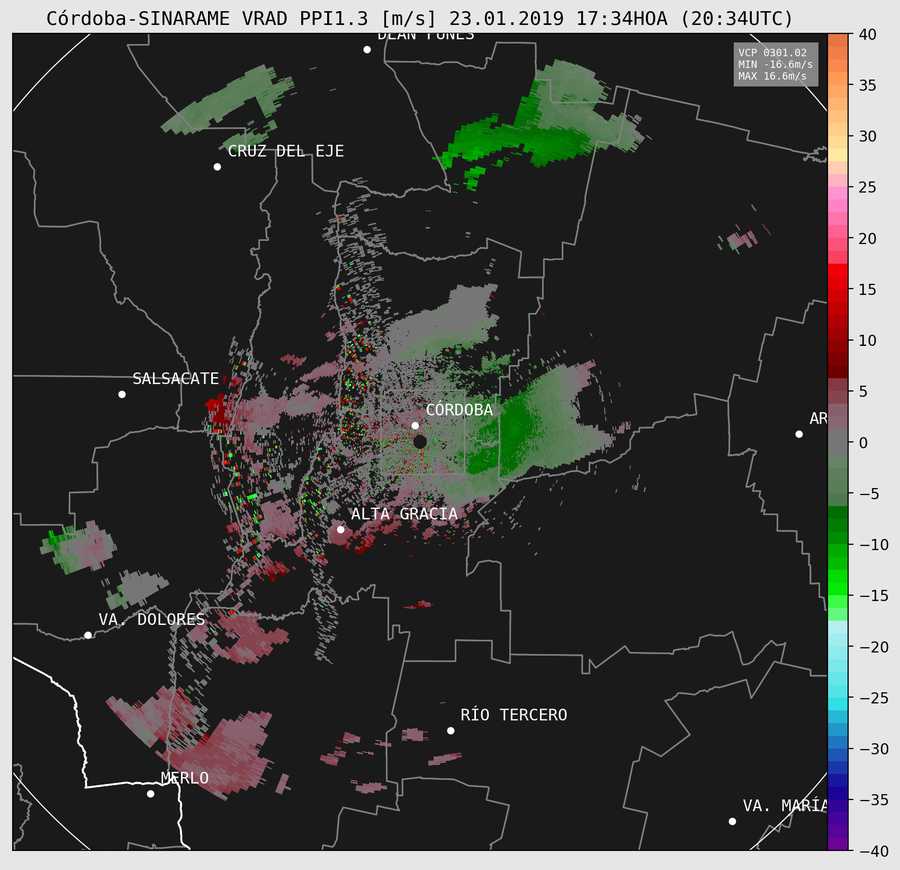 Córdoba-SINARAME VRAD PPI1.3 [m/s] 23.01.2019 17:34HOA (20:34UTC)
DEAN FUNES
VCP 0301.02
MIN -16.6m/s
MAX 16.6m/s
CRUZ DEL EJE
SALSACATE
CÓRDOBA
AR
ALTA GRACIA
VA. DOLORES
RÍO TERCERO
MERLO
VA. MARÍA
40
35
30
25
20
15
10
5
0
−5
−10
−15
−20
−25
−30
−35
−40